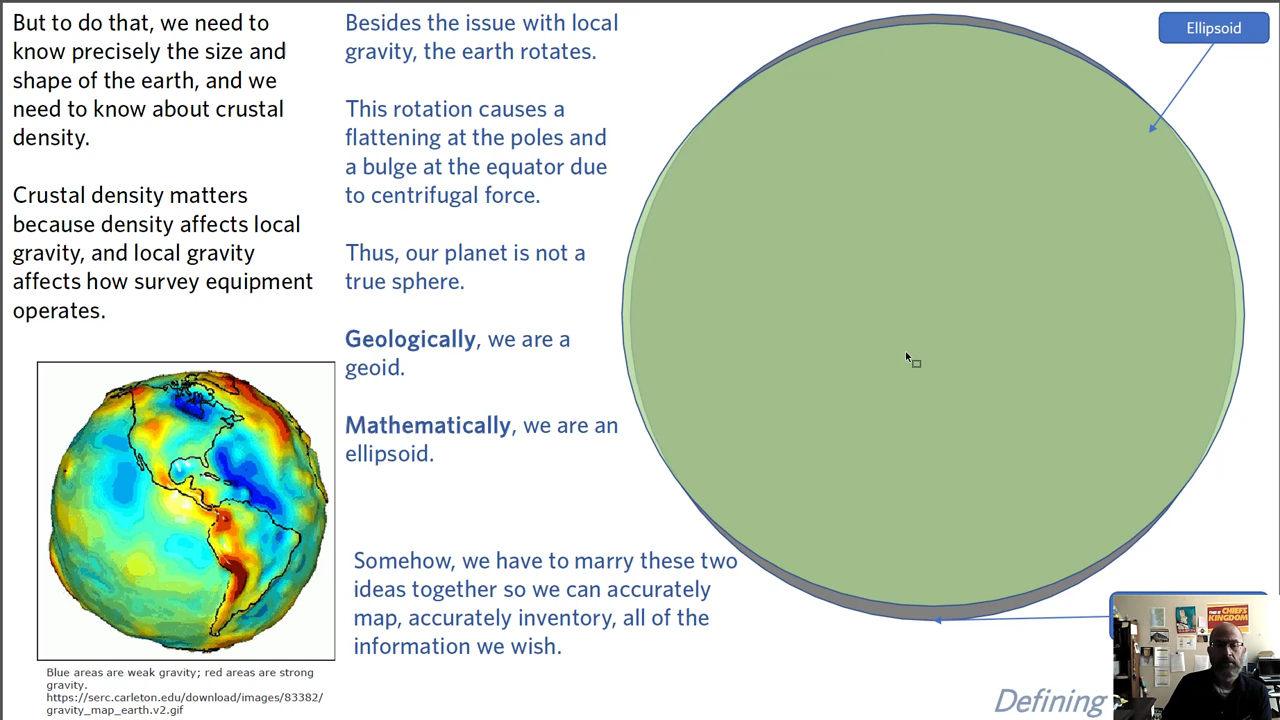 But to do that, we need to
know precisely the size and
shape of the earth, and we
need to know about crustal
density.
Crustal density matters
because density affects local
gravity, and local gravity
affects how survey equipment
operates.
Blue areas are weak gravity; red areas are strong
gravity.
https://serc.carleton.edu/download/images/83382/
gravity_map_earth.v2.gif
Besides the issue with local
gravity, the earth rotates.
This rotation causes a
flattening at the poles and
a bulge at the equator due
to centrifugal force.
Thus, our planet is not a
true sphere.
Geologically, we are a
geoid.
Mathematically, we are an
ellipsoid.
Somehow, we have to marry these two
ideas together so we can accurately
map, accurately inventory, all of the
information we wish.
Ellipsoid
CHIEFS
KINGDOM
Defining